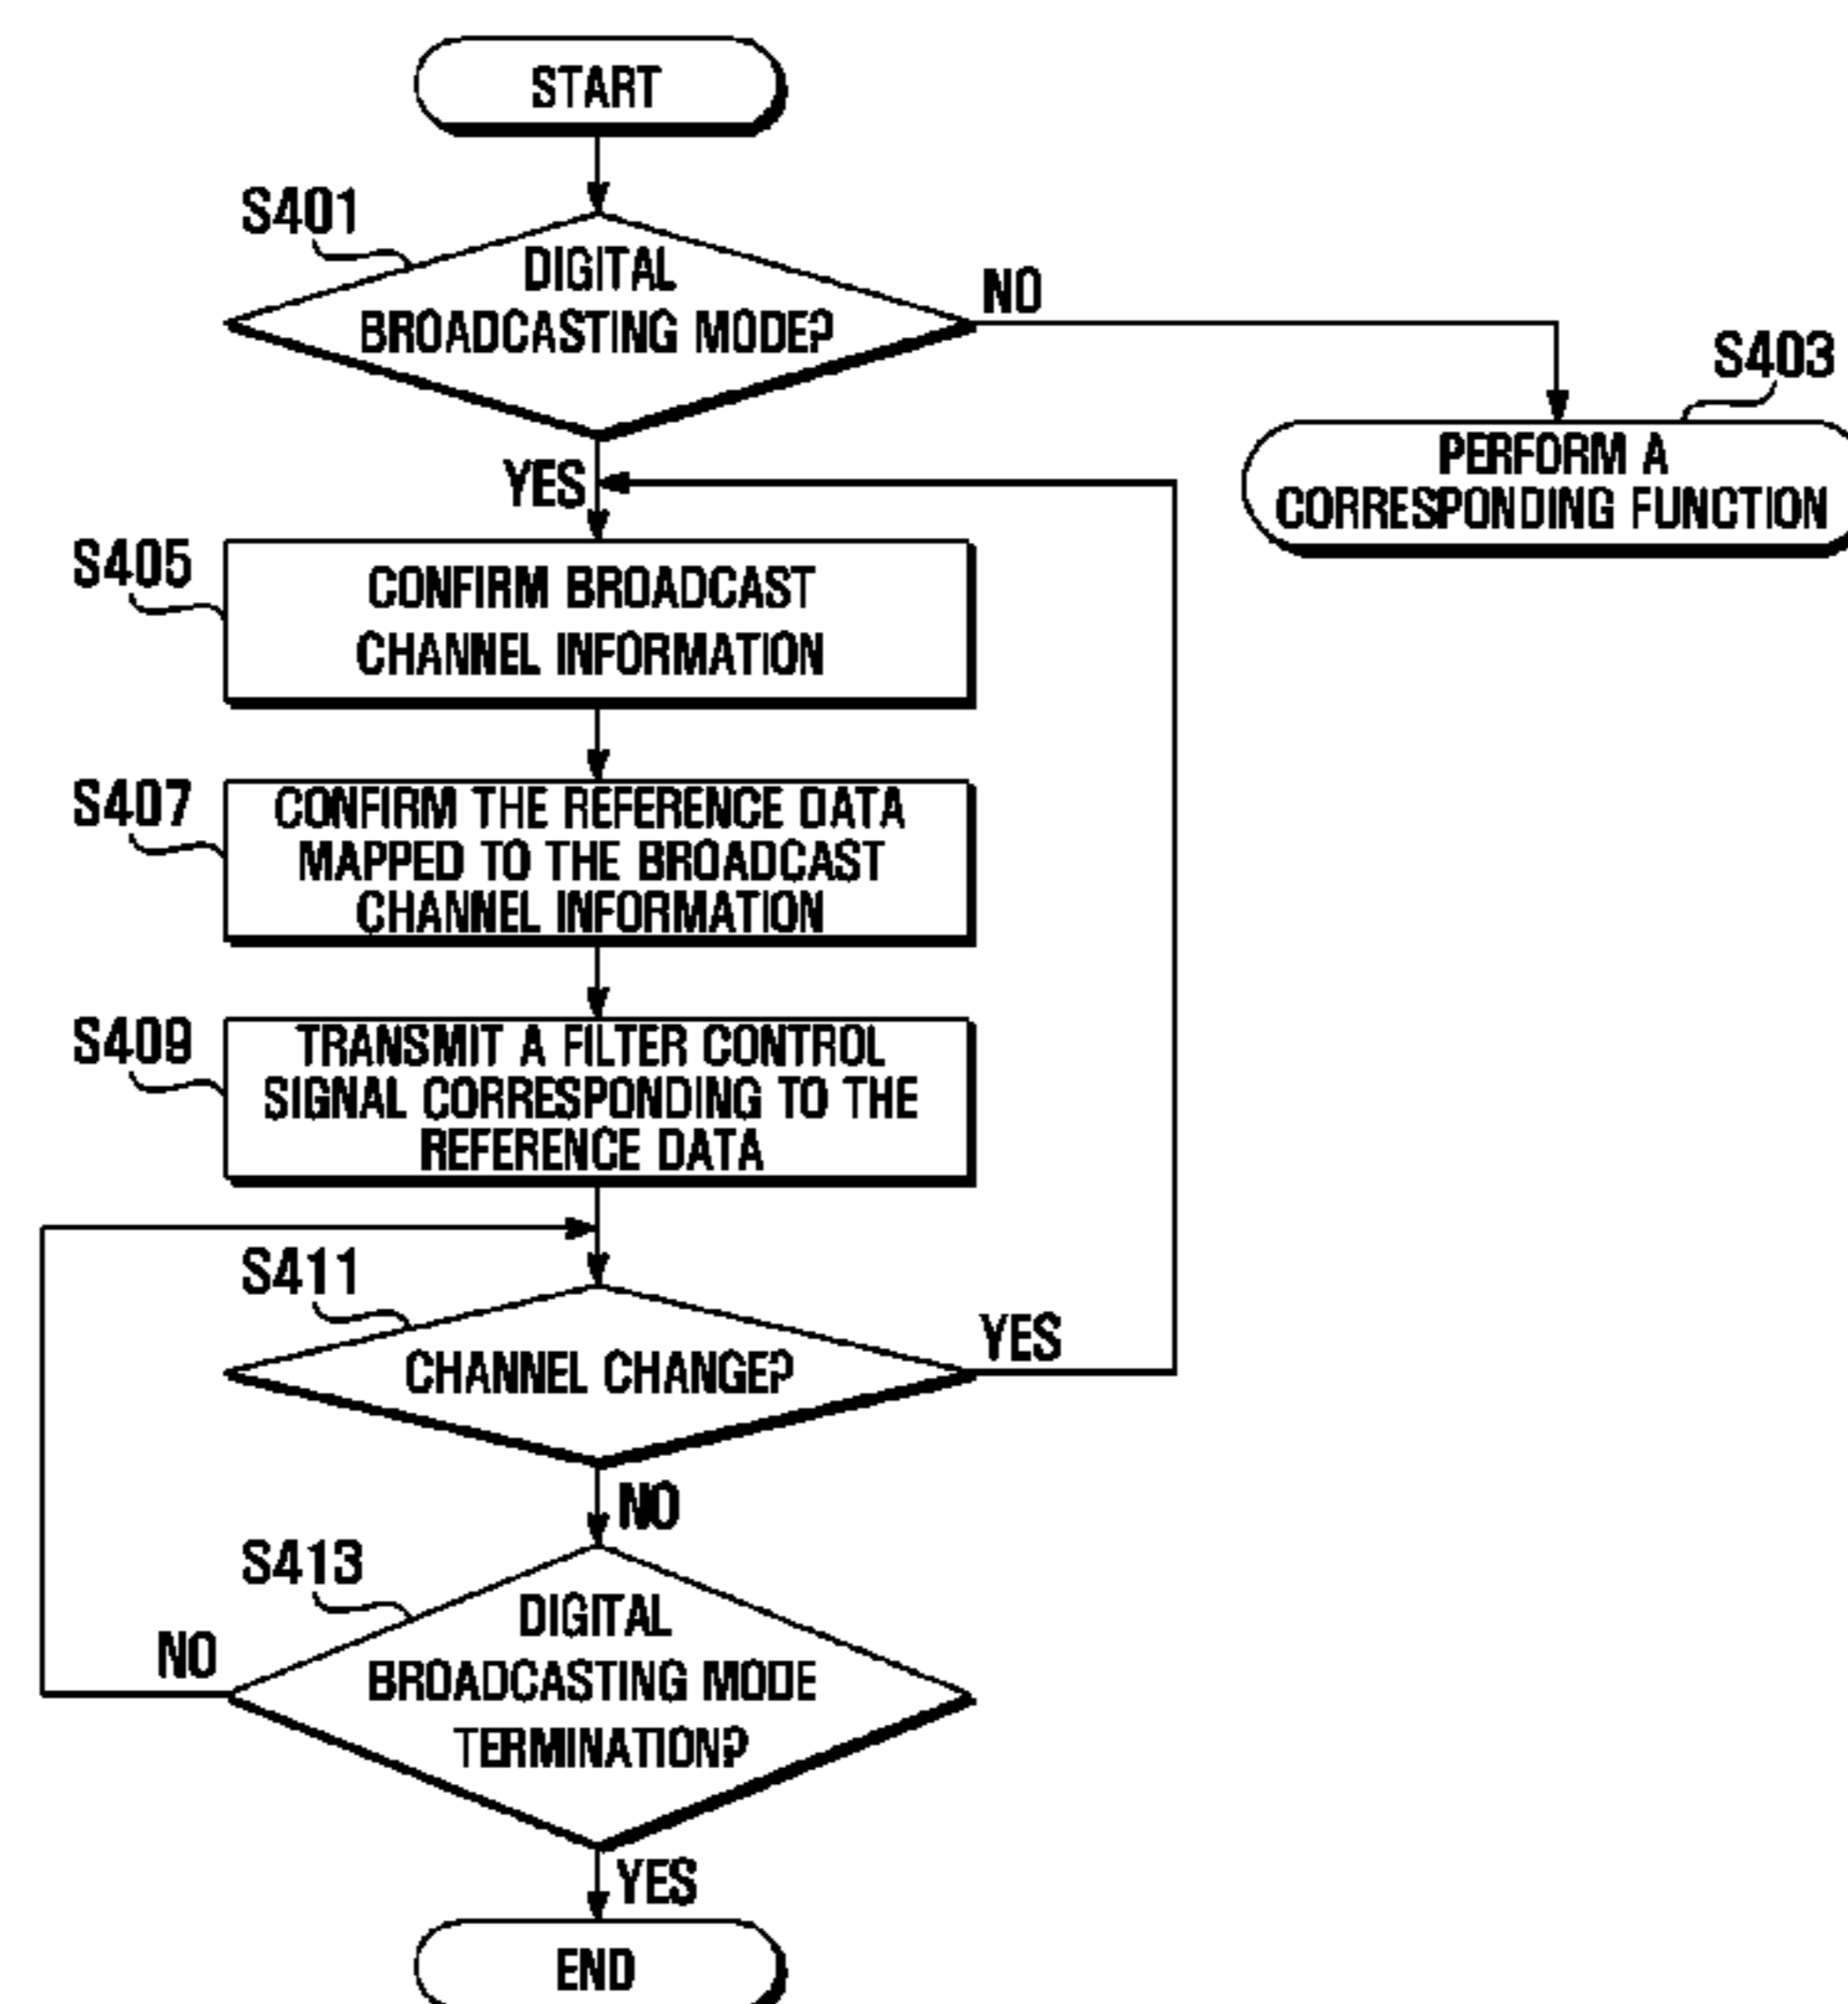 START
S401
DIGITAL
BROADCASTING MODE?
NO
S403
PERFORM A
CORRESPONDING FUNCTION
YES
S405
CONFIRM BROADCAST
CHANNEL INFORMATION
S407
CONFIRM THE REFERENCE DATA
MAPPED TO THE BROADCAST
CHANNEL INFORMATION
S409
TRANSMIT A FILTER CONTROL
SIGNAL CORRESPONDING TO THE
REFERENCE DATA
S411
CHANNEL CHANGE?
YES
NO
S413
DIGITAL
BROADCASTING MODE
TERMINATION?
NO
YES
END